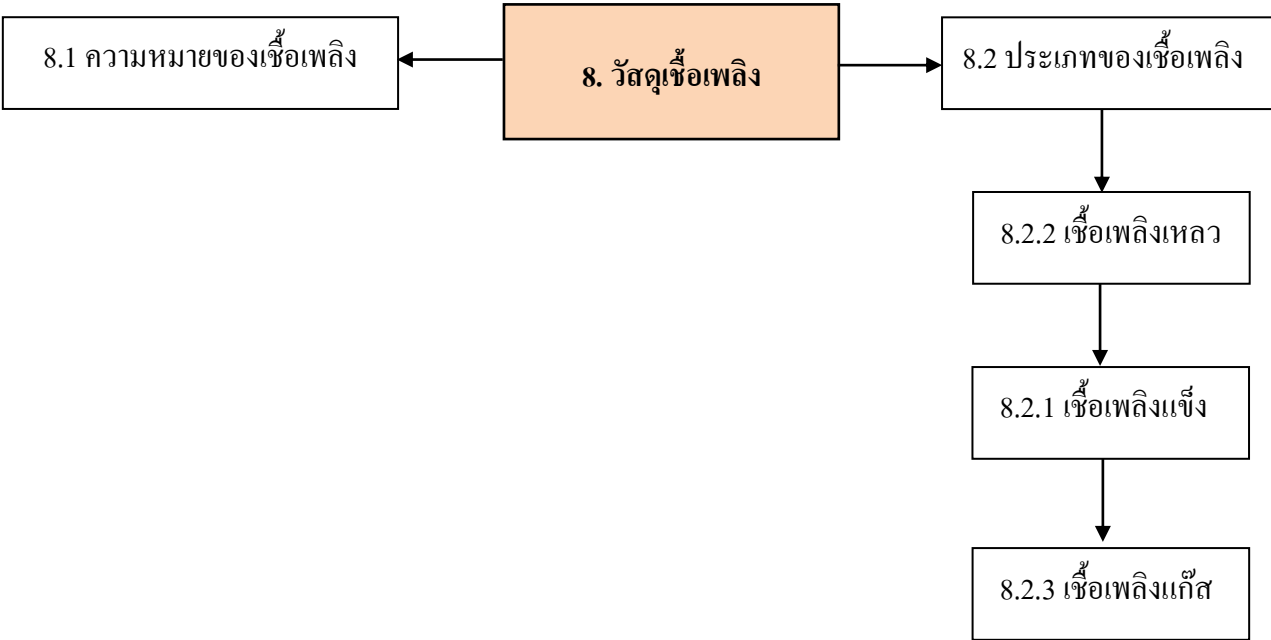 8.1 ความหมายของเชื้อเพลิง
8. วัสดุเชื้อเพลิง
8.2 ประเภทของเชื้อเพลิง
8.2.2 เชื้อเพลิงเหลว
8.2.1 เชื้อเพลิงแข็ง
8.2.3 เชื้อเพลิงแก๊ส